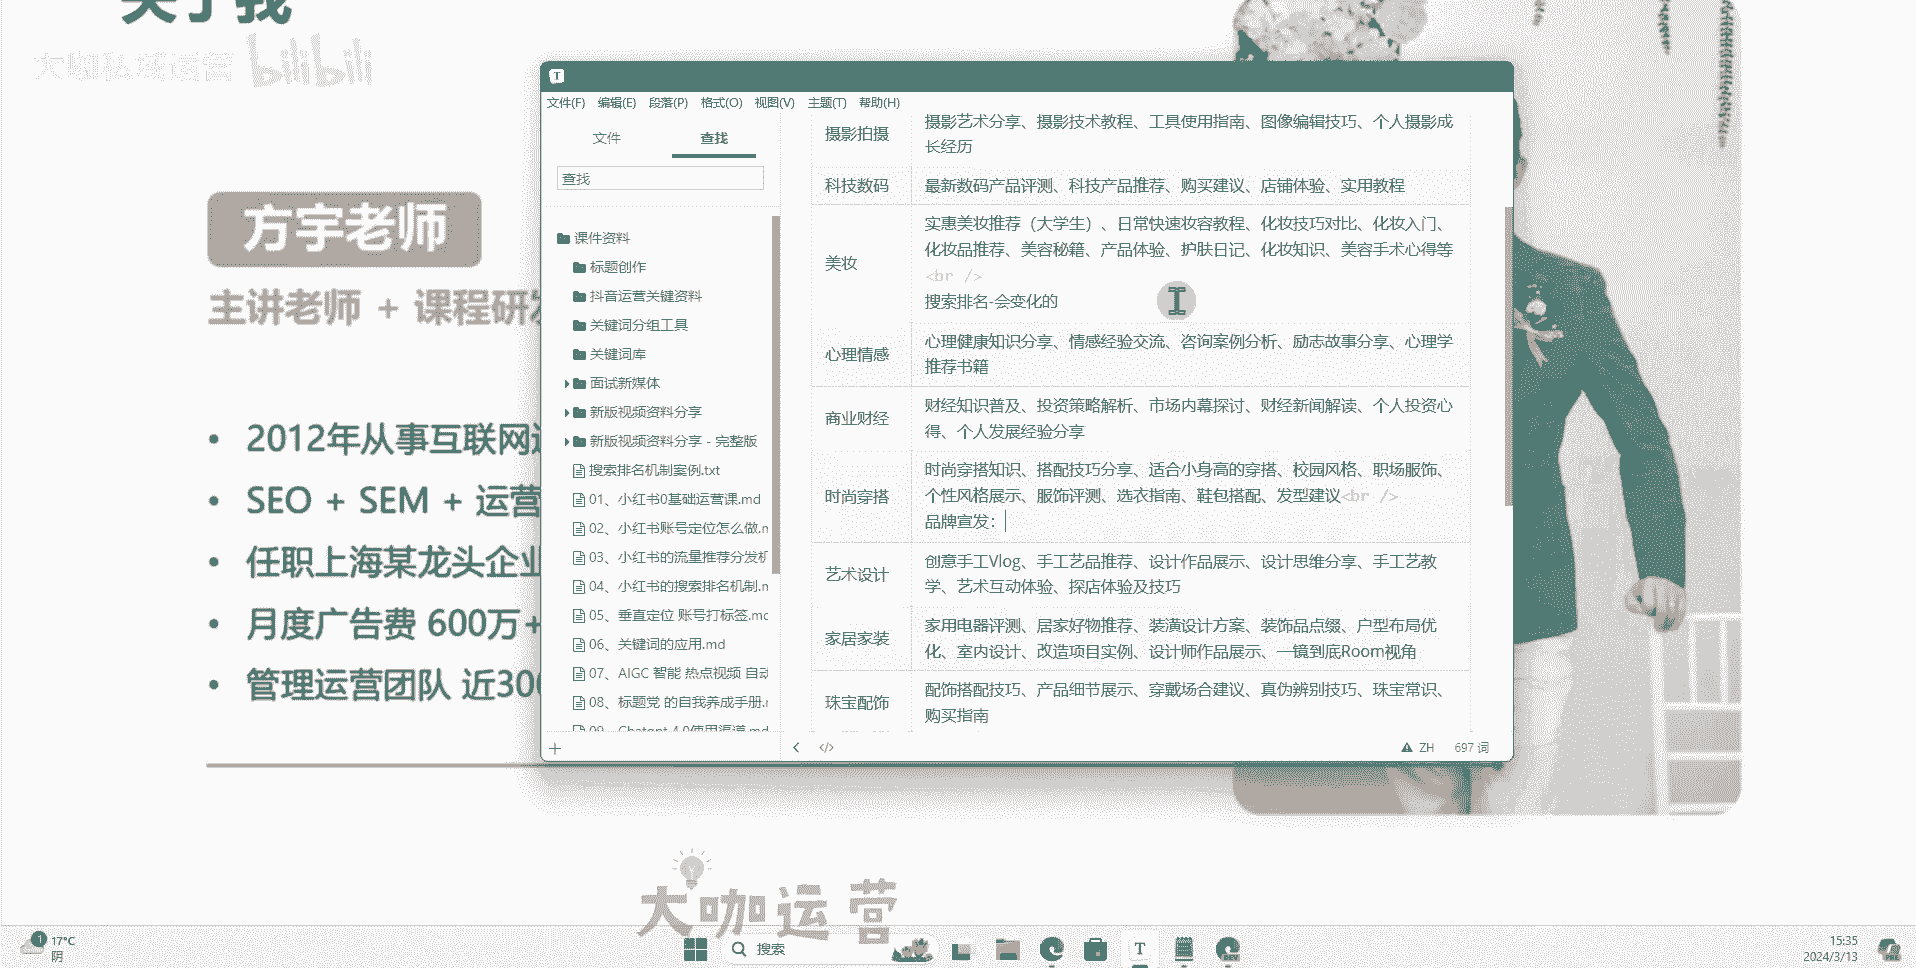 关于我
大咖私域运营 bilibili
方宇老师
主讲老师 + 课程研发
2012年从事互联网
SEO + SEM + 运营
任职上海某龙头企业
月度广告费 600万+
管理运营团队 近300
文件(F) 编辑(E) 段落(P) 格式(O) 视图(V) 主题(T) 帮助(H)
文件 查找
查找
课件资料
标题创作
抖音运营关键资料
关键词分组工具
关键词库
面试新媒体
新版视频资料分享
新版视频资料分享 - 完整版
搜索排名机制案例.txt
01、小红书0基础运营课.md
02、小红书账号定位怎么做.m
03、小红书的流量推荐分发机
04、小红书的搜索排名机制.m
05、垂直定位 账号打标签.mc
06、关键词的应用.md
07、AIGC 智能 热点视频 自动
08、标题党 的自我养成手册.r
09、Chatgpt 4.0使用渠道.md
摄影拍摄
摄影艺术分享、摄影技术教程、工具使用指南、图像编辑技巧、个人摄影成
长经历
科技数码
最新数码产品评测、科技产品推荐、购买建议、店铺体验、实用教程
美妆
实惠美妆推荐（大学生）、日常快速妆容教程、化妆技巧对比、化妆入门、
化妆品推荐、美容秘籍、产品体验、护肤日记、化妆知识、美容手术心得等
<br />
搜索排名-会变化的
心理情感
心理健康知识分享、情感经验交流、咨询案例分析、励志故事分享、心理学
推荐书籍
商业财经
财经知识普及、投资策略解析、市场内幕探讨、财经新闻解读、个人投资心
得、个人发展经验分享
时尚穿搭
时尚穿搭知识、搭配技巧分享、适合小身高的穿搭、校园风格、职场服饰、
个性风格展示、服饰评测、选衣指南、鞋包搭配、发型建议<br />
品牌宣发：
艺术设计
创意手工Vlog、手工艺品推荐、设计作品展示、设计思维分享、手工艺教
学、艺术互动体验、探店体验及技巧
家居家装
家用电器评测、居家好物推荐、装潢设计方案、装饰品点缀、户型布局优
化、室内设计、改造项目实例、设计师作品展示、一镜到底Room视角
珠宝配饰
配饰搭配技巧、产品细节展示、穿戴场合建议、真伪辨别技巧、珠宝常识、
购买指南
ZH 697 词
大咖运营
1 17°C
阴
搜索
15:35
2024/3/13